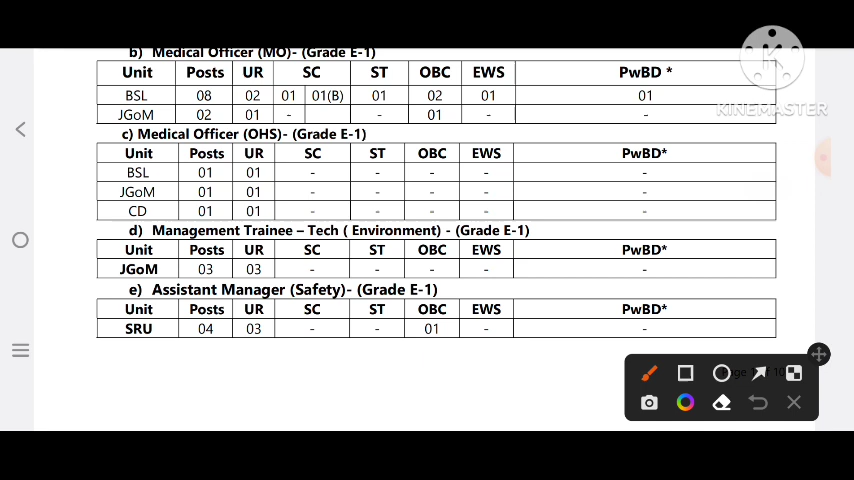 b) Medical Officer (MO)- (Grade E-1)
Unit Posts UR SC ST OBC EWS PwBD *
BSL 08 02 01 01(B) 01 02 01 01
JGoM 02 01 - 01 - -
c) Medical Officer (OHS)- (Grade E-1)
Unit Posts UR SC ST OBC EWS PwBD*
BSL 01 01 - - - - -
JGoM 01 01 - - - - -
CD 01 01 - - - - -
d) Management Trainee – Tech ( Environment) - (Grade E-1)
Unit Posts UR SC ST OBC EWS PwBD*
JGoM 03 03 - - - - -
e) Assistant Manager (Safety)- (Grade E-1)
Unit Posts UR SC ST OBC EWS PwBD*
SRU 04 03 - - 01 - -
Page 1 10
KINEMASTER